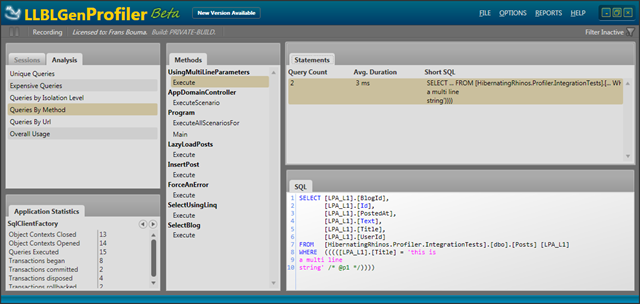 LLBLGenProfiler Beta
New Version Available
FILE OPTIONS REPORTS HELP
Recording Licensed to: Frans Bouma. Build: PRIVATE-BUILD.
Filter Inactive
Sessions Analysis
Unique Queries
Expensive Queries
Queries by Isolation Level
Queries By Method
Queries By Url
Overall Usage
Application Statistics
SqlClientFactory
Object Contexts Closed 13
Object Contexts Opened 14
Queries Executed 15
Transactions began 8
Transactions committed 2
Transactions disposed 4
Transactions rollbacked 2
Methods
UsingMultiLineParameters
Execute
AppDomainController
ExecuteScenario
Program
ExecuteAllScenariosFor
Main
LazyLoadPosts
Execute
InsertPost
Execute
ForceAnError
Execute
SelectUsingLinq
Execute
SelectBlog
Execute
Statements
Query Count Avg. Duration Short SQL
2 3 ms SELECT ... FROM [HibernatingRhinos.Profiler.IntegrationTests].[... WH
a multi line
string'))))
SQL
1 SELECT [LPA_L1].[BlogId],
2 [LPA_L1].[Id],
3 [LPA_L1].[PostedAt],
4 [LPA_L1].[Text],
5 [LPA_L1].[Title],
6 [LPA_L1].[UserId]
7 FROM [HibernatingRhinos.Profiler.IntegrationTests].[dbo].[Posts] [LPA_L1]
8 WHERE ((((([LPA_L1].[Title] = 'this is
9 a multi line
10 string' /* @p1 */))))